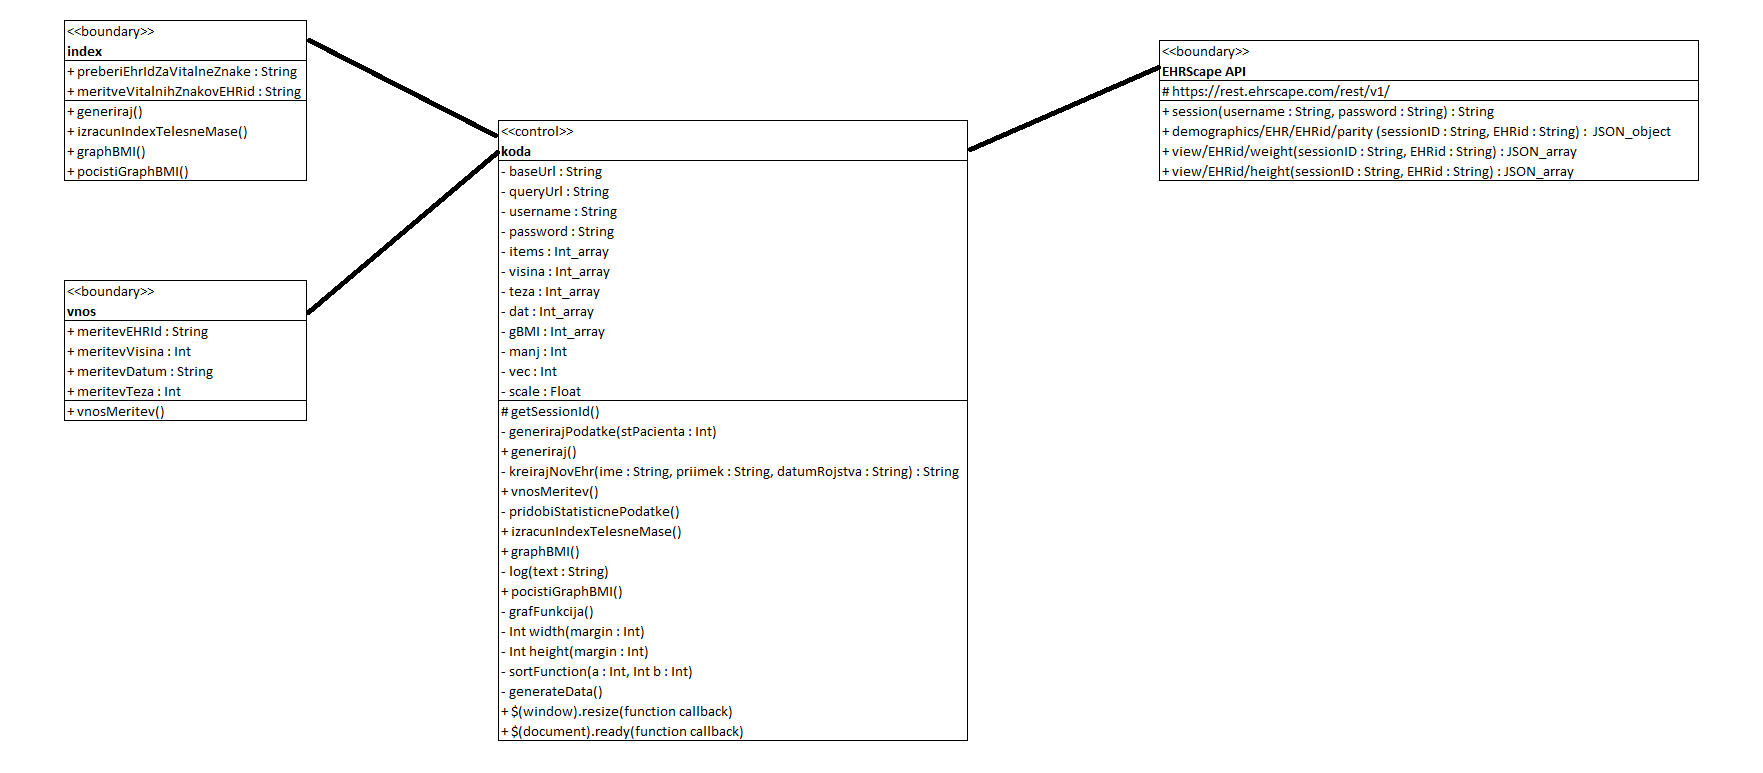 <<boundary>>
index
+ preberiEhrIdZaVitalneZnake : String
+ meritveVitalnihZnakovEHRid : String
+ generiraj()
+ izracunIndexTelesneMase()
+ graphBMI()
+ pocistiGraphBMI()
<<boundary>>
vnos
+ meritevEHRId : String
+ meritevVisina : Int
+ meritevDatum : String
+ meritevTeza : Int
+ vnosMeritev()
<<control>>
koda
- baseUrl : String
- queryUrl : String
- username : String
- password : String
- items : Int_array
- visina : Int_array
- teza : Int_array
- dat : Int_array
- gBMI : Int_array
- manj : Int
- vec : Int
- scale : Float
# getSessionId()
- generirajPodatke(stPacienta : Int)
+ generiraj()
- kreirajNovEhr(ime : String, priimek : String, datumRojstva : String) : String
+ vnosMeritev()
- pridobiStatisticnePodatke()
+ izracunIndexTelesneMase()
+ graphBMI()
- log(text : String)
+ pocistiGraphBMI()
- grafFunkcija()
- Int width(margin : Int)
- Int height(margin : Int)
- sortFunction(a : Int, Int b : Int)
- generateData()
+ $(window).resize(function callback)
+ $(document).ready(function callback)
<<boundary>>
EHRScape API
# https://rest.ehrscape.com/rest/v1/
+ session(username : String, password : String) : String
+ demographics/EHR/EHRid/parity (sessionID : String, EHRid : String) : JSON_object
+ view/EHRid/weight(sessionID : String, EHRid : String) : JSON_array
+ view/EHRid/height(sessionID : String, EHRid : String) : JSON_array